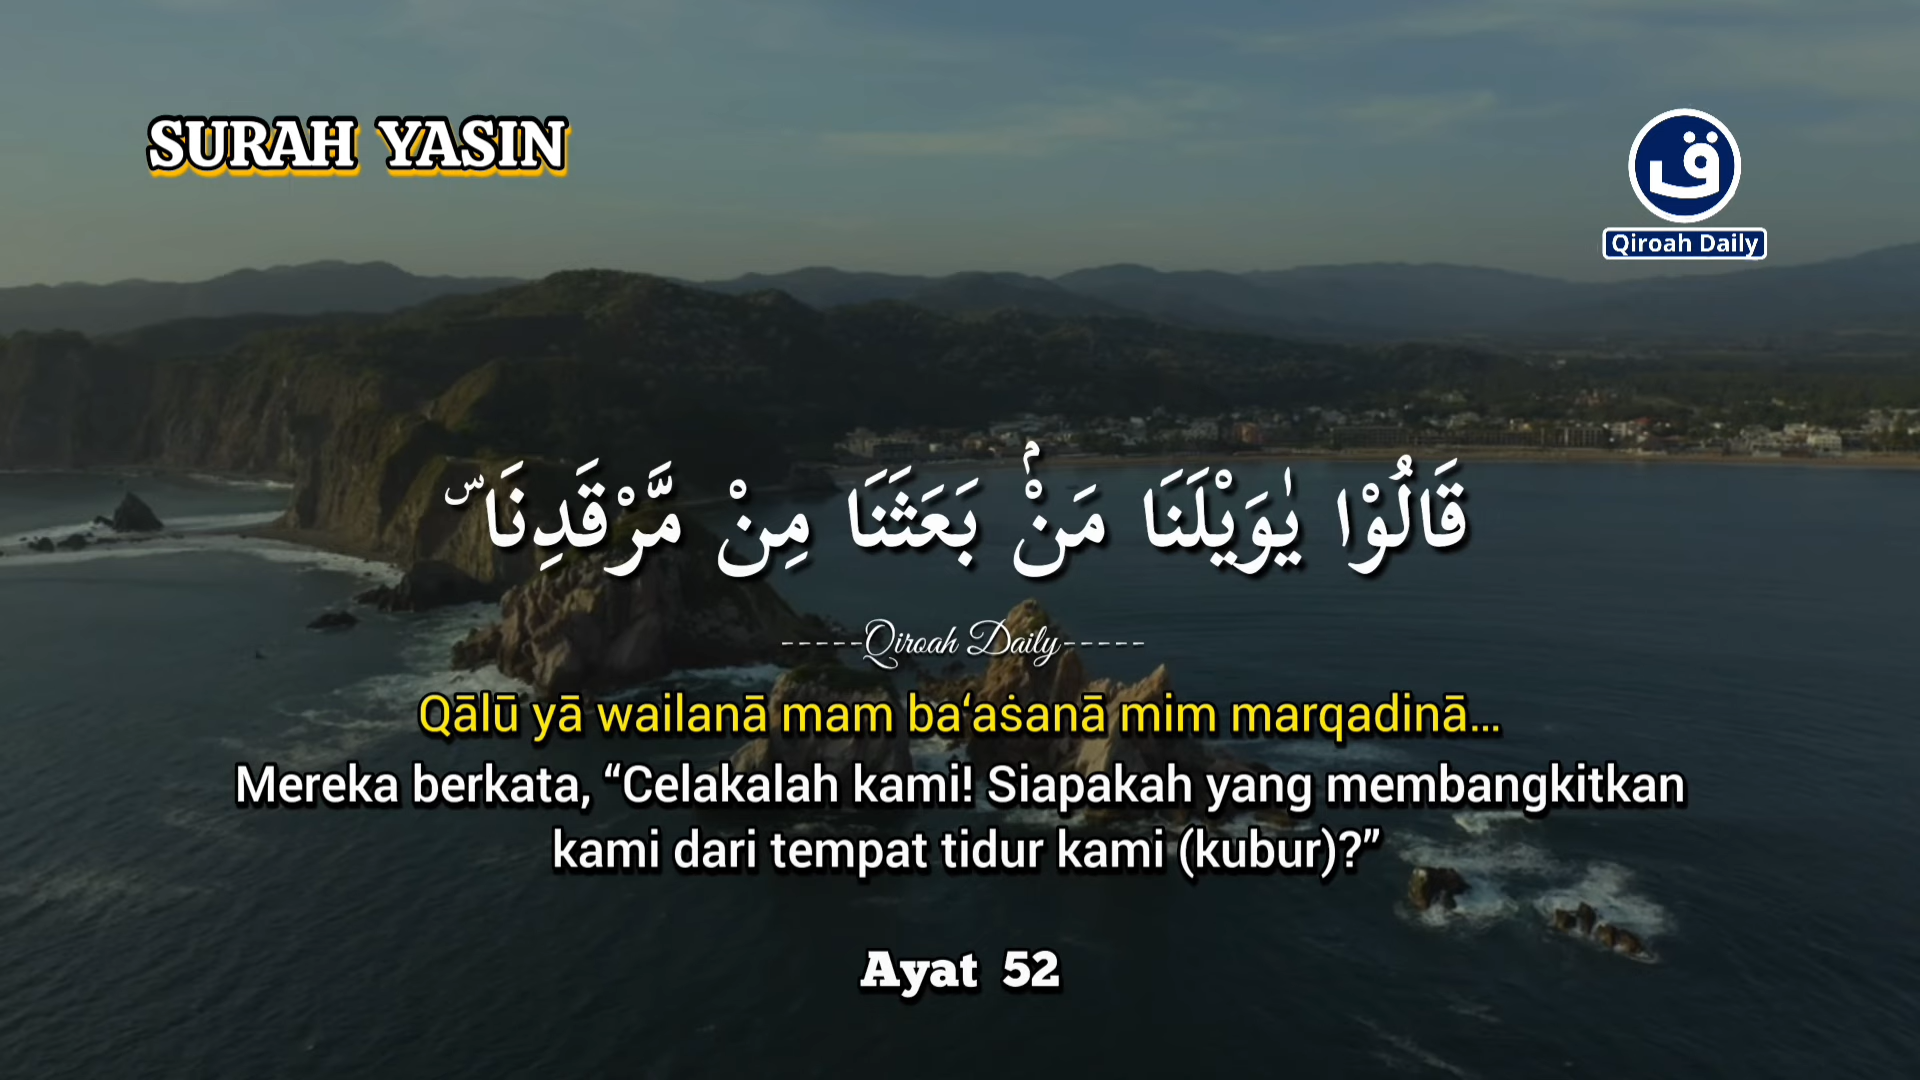 SURAH YASIN
ق
Qiroah Daily
قَالُوْا يٰوَيْلَنَا مَنْۢ بَعَثَنَا مِنْ مَّرْقَدِنَا ۜ
-----Qiroah Daily-----
Qālū yā wailanā mam ba‘aṡanā mim marqadinā...
Mereka berkata, “Celakalah kami! Siapakah yang membangkitkan
kami dari tempat tidur kami (kubur)?”
Ayat 52